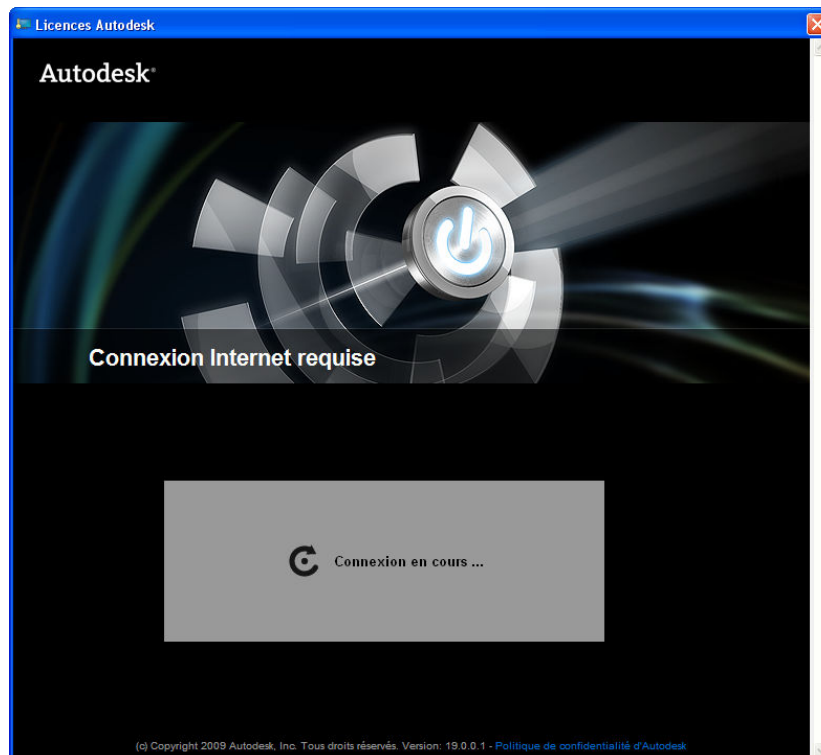 Licences Autodesk
Autodesk®
Connexion Internet requise
Connexion en cours ...
(c) Copyright 2009 Autodesk, Inc. Tous droits réservés. Version: 19.0.0.1 - Politique de confidentialité d'Autodesk